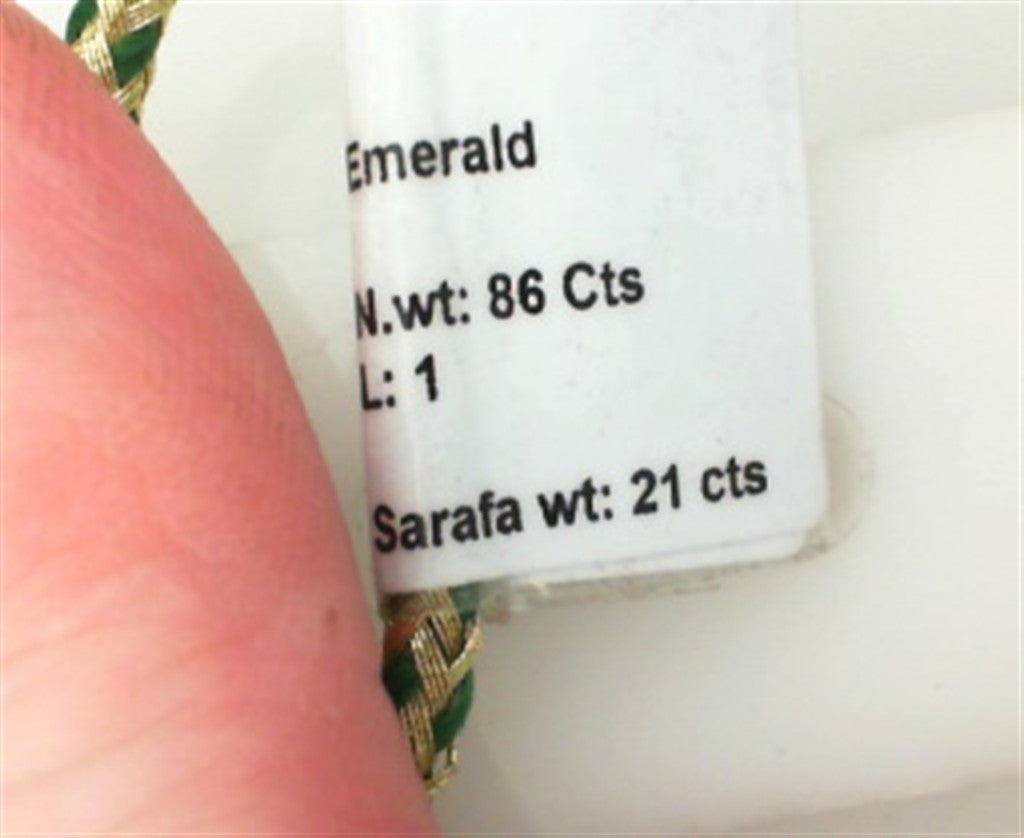 Emerald
N.wt: 86 Cts
L: 1
Sarafa wt: 21 cts